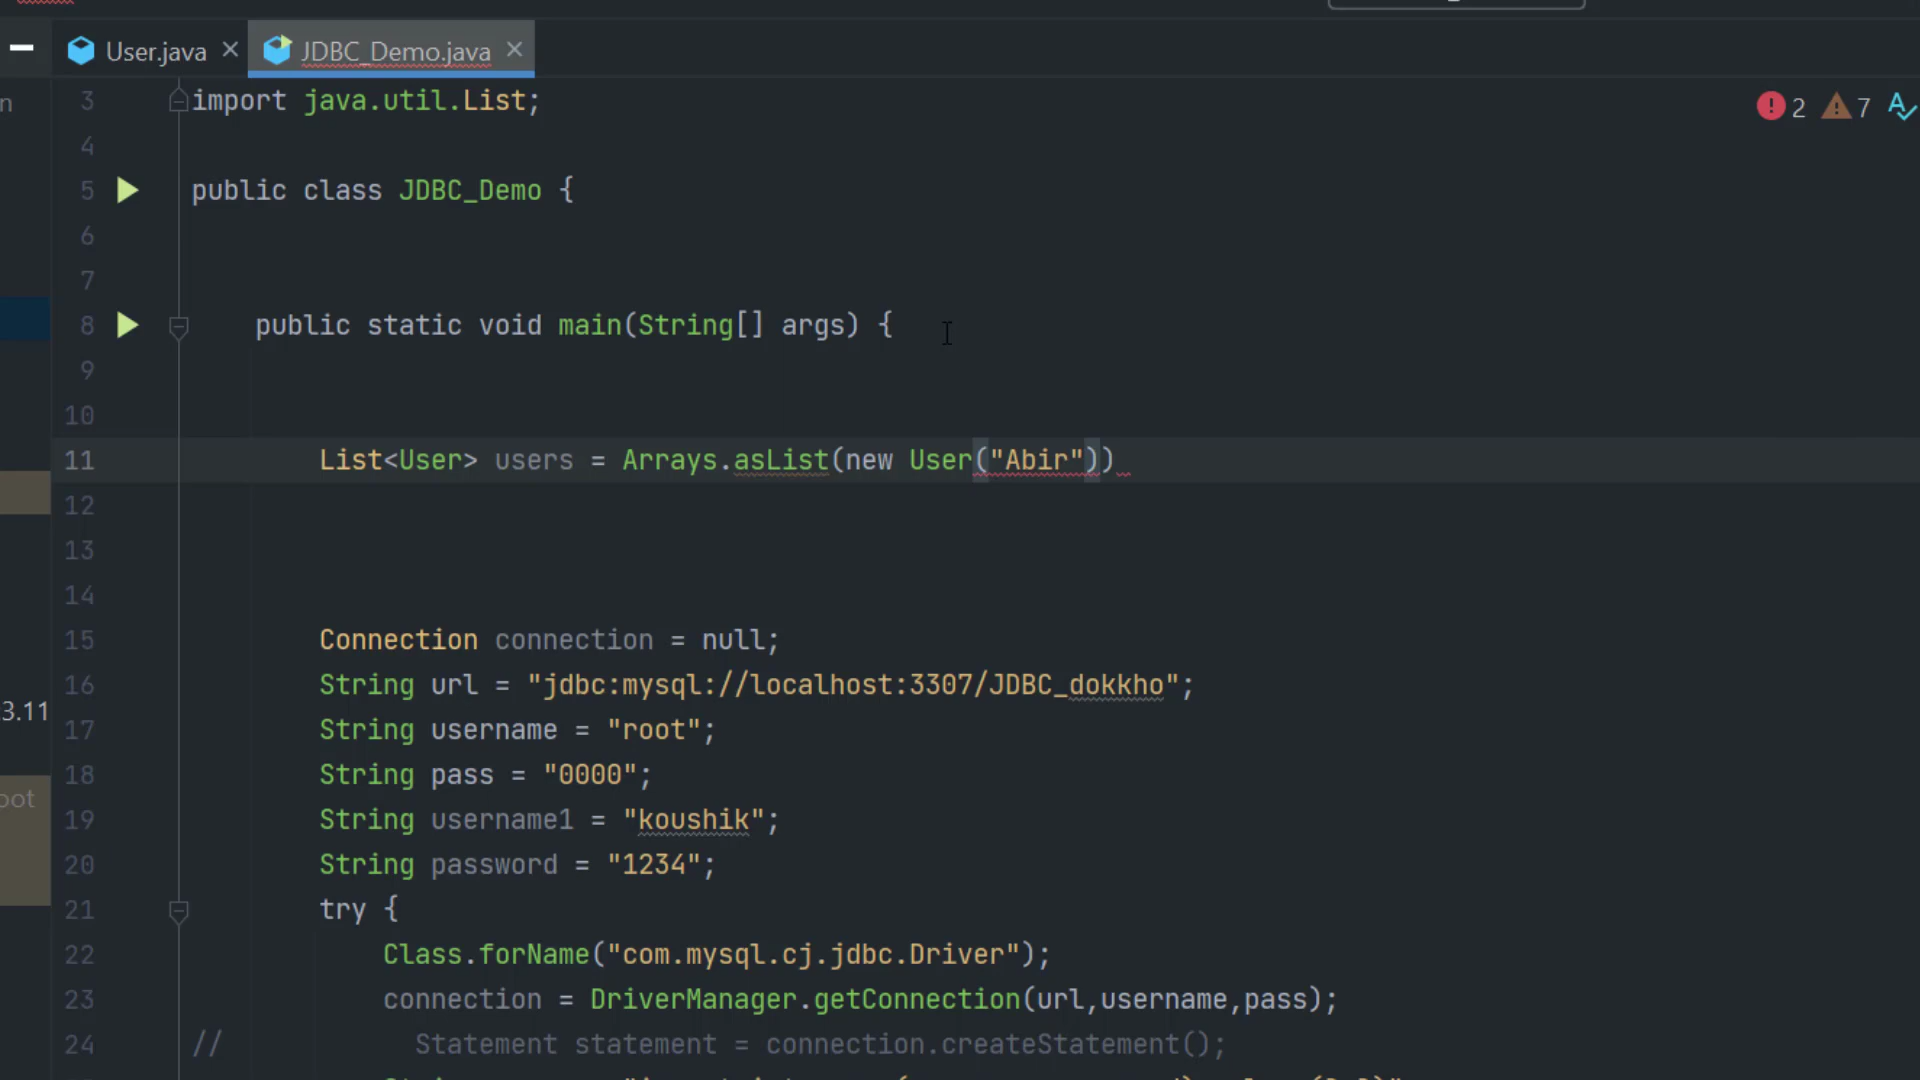 User.java JDBC_Demo.java
n
3 import java.util.List; 2 7
4
5 public class JDBC_Demo {
6
7
8 public static void main(String[] args) {
9
10
11 List<User> users = Arrays.asList(new User("Abir"))
12
13
14
15 Connection connection = null;
16 String url = "jdbc:mysql://localhost:3307/JDBC_dokkho";
3.11
17 String username = "root";
18 String pass = "0000";
oot
19 String username1 = "koushik";
20 String password = "1234";
21 try {
22 Class.forName("com.mysql.cj.jdbc.Driver");
23 connection = DriverManager.getConnection(url,username,pass);
24 // Statement statement = connection.createStatement();